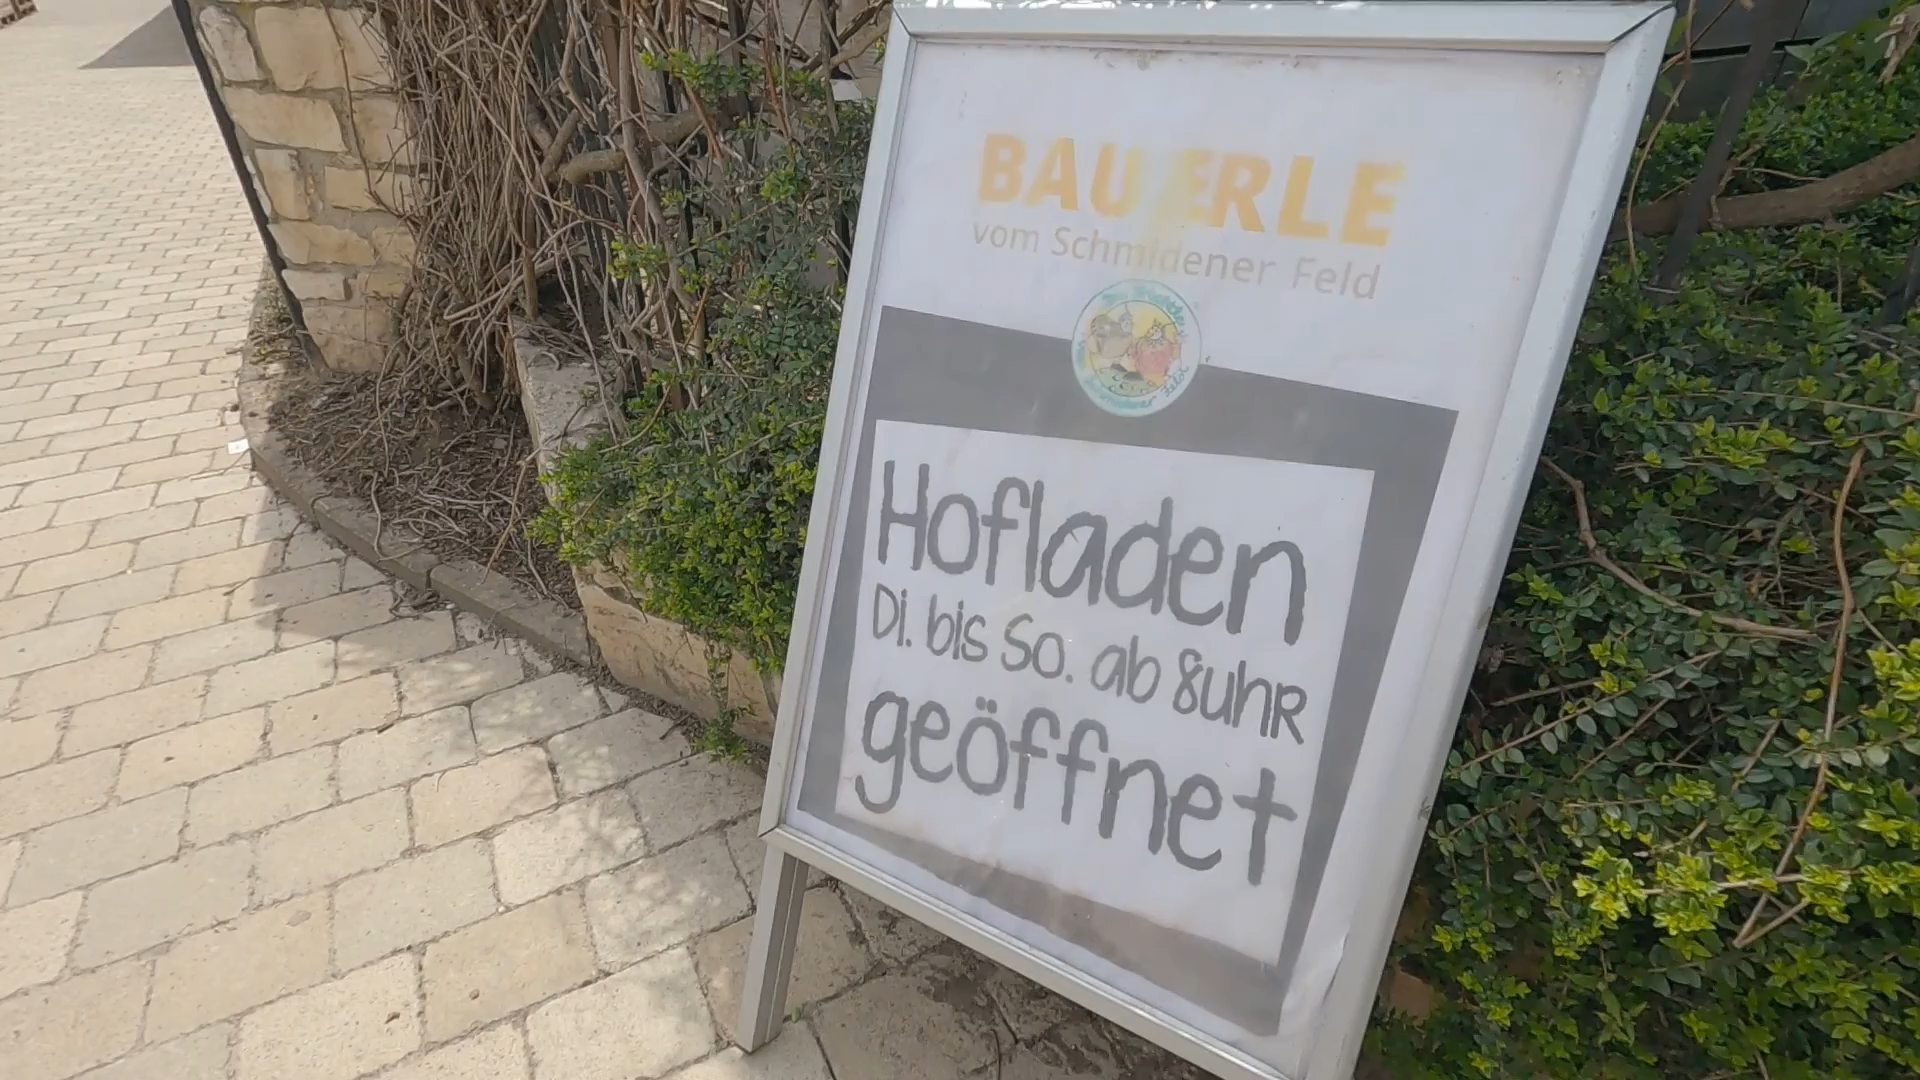 BAUERLE
vom Schmidener Feld
Hofladen
Di. bis So. ab 8uhR
geöffnet